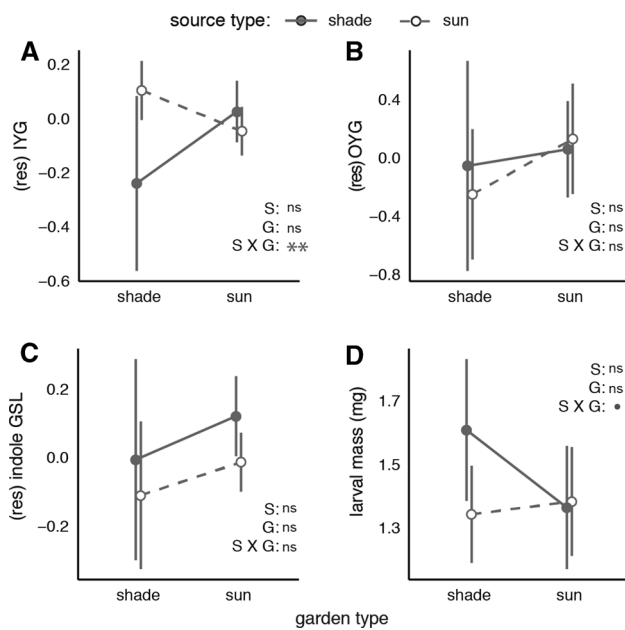 source type: shade sun
A
(res) IYG
0.2
0.0
−0.2
−0.4
−0.6
S: ns
G: ns
S X G: **
shade sun
B
(res) OYG
0.4
0.0
−0.4
−0.8
S: ns
G: ns
S X G: ns
shade sun
C
(res) indole GSL
0.2
0.0
−0.2
S: ns
G: ns
S X G: ns
shade sun
D
larval mass (mg)
1.7
1.5
1.3
S: ns
G: ns
S X G: •
shade sun
garden type